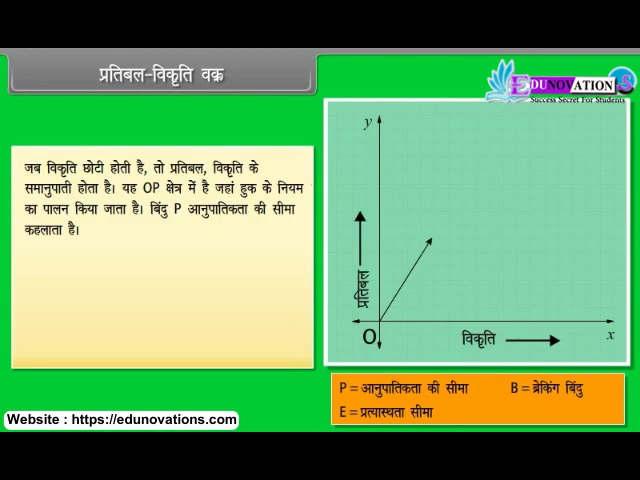 प्रतिबल-विकृति वक्र
EDUNOVATIONS
Success Secret For Students
जब विकृति छोटी होती है, तो प्रतिबल, विकृति के
समानुपाती होता है। यह OP क्षेत्र में है जहां हुक के नियम
का पालन किया जाता है। बिंदु P आनुपातिकता की सीमा
कहलाता है।
y
प्रतिबल
O
विकृति
x
P = आनुपातिकता की सीमा B = ब्रेकिंग बिंदु
E = प्रत्यास्थता सीमा
Website : https://edunovations.com